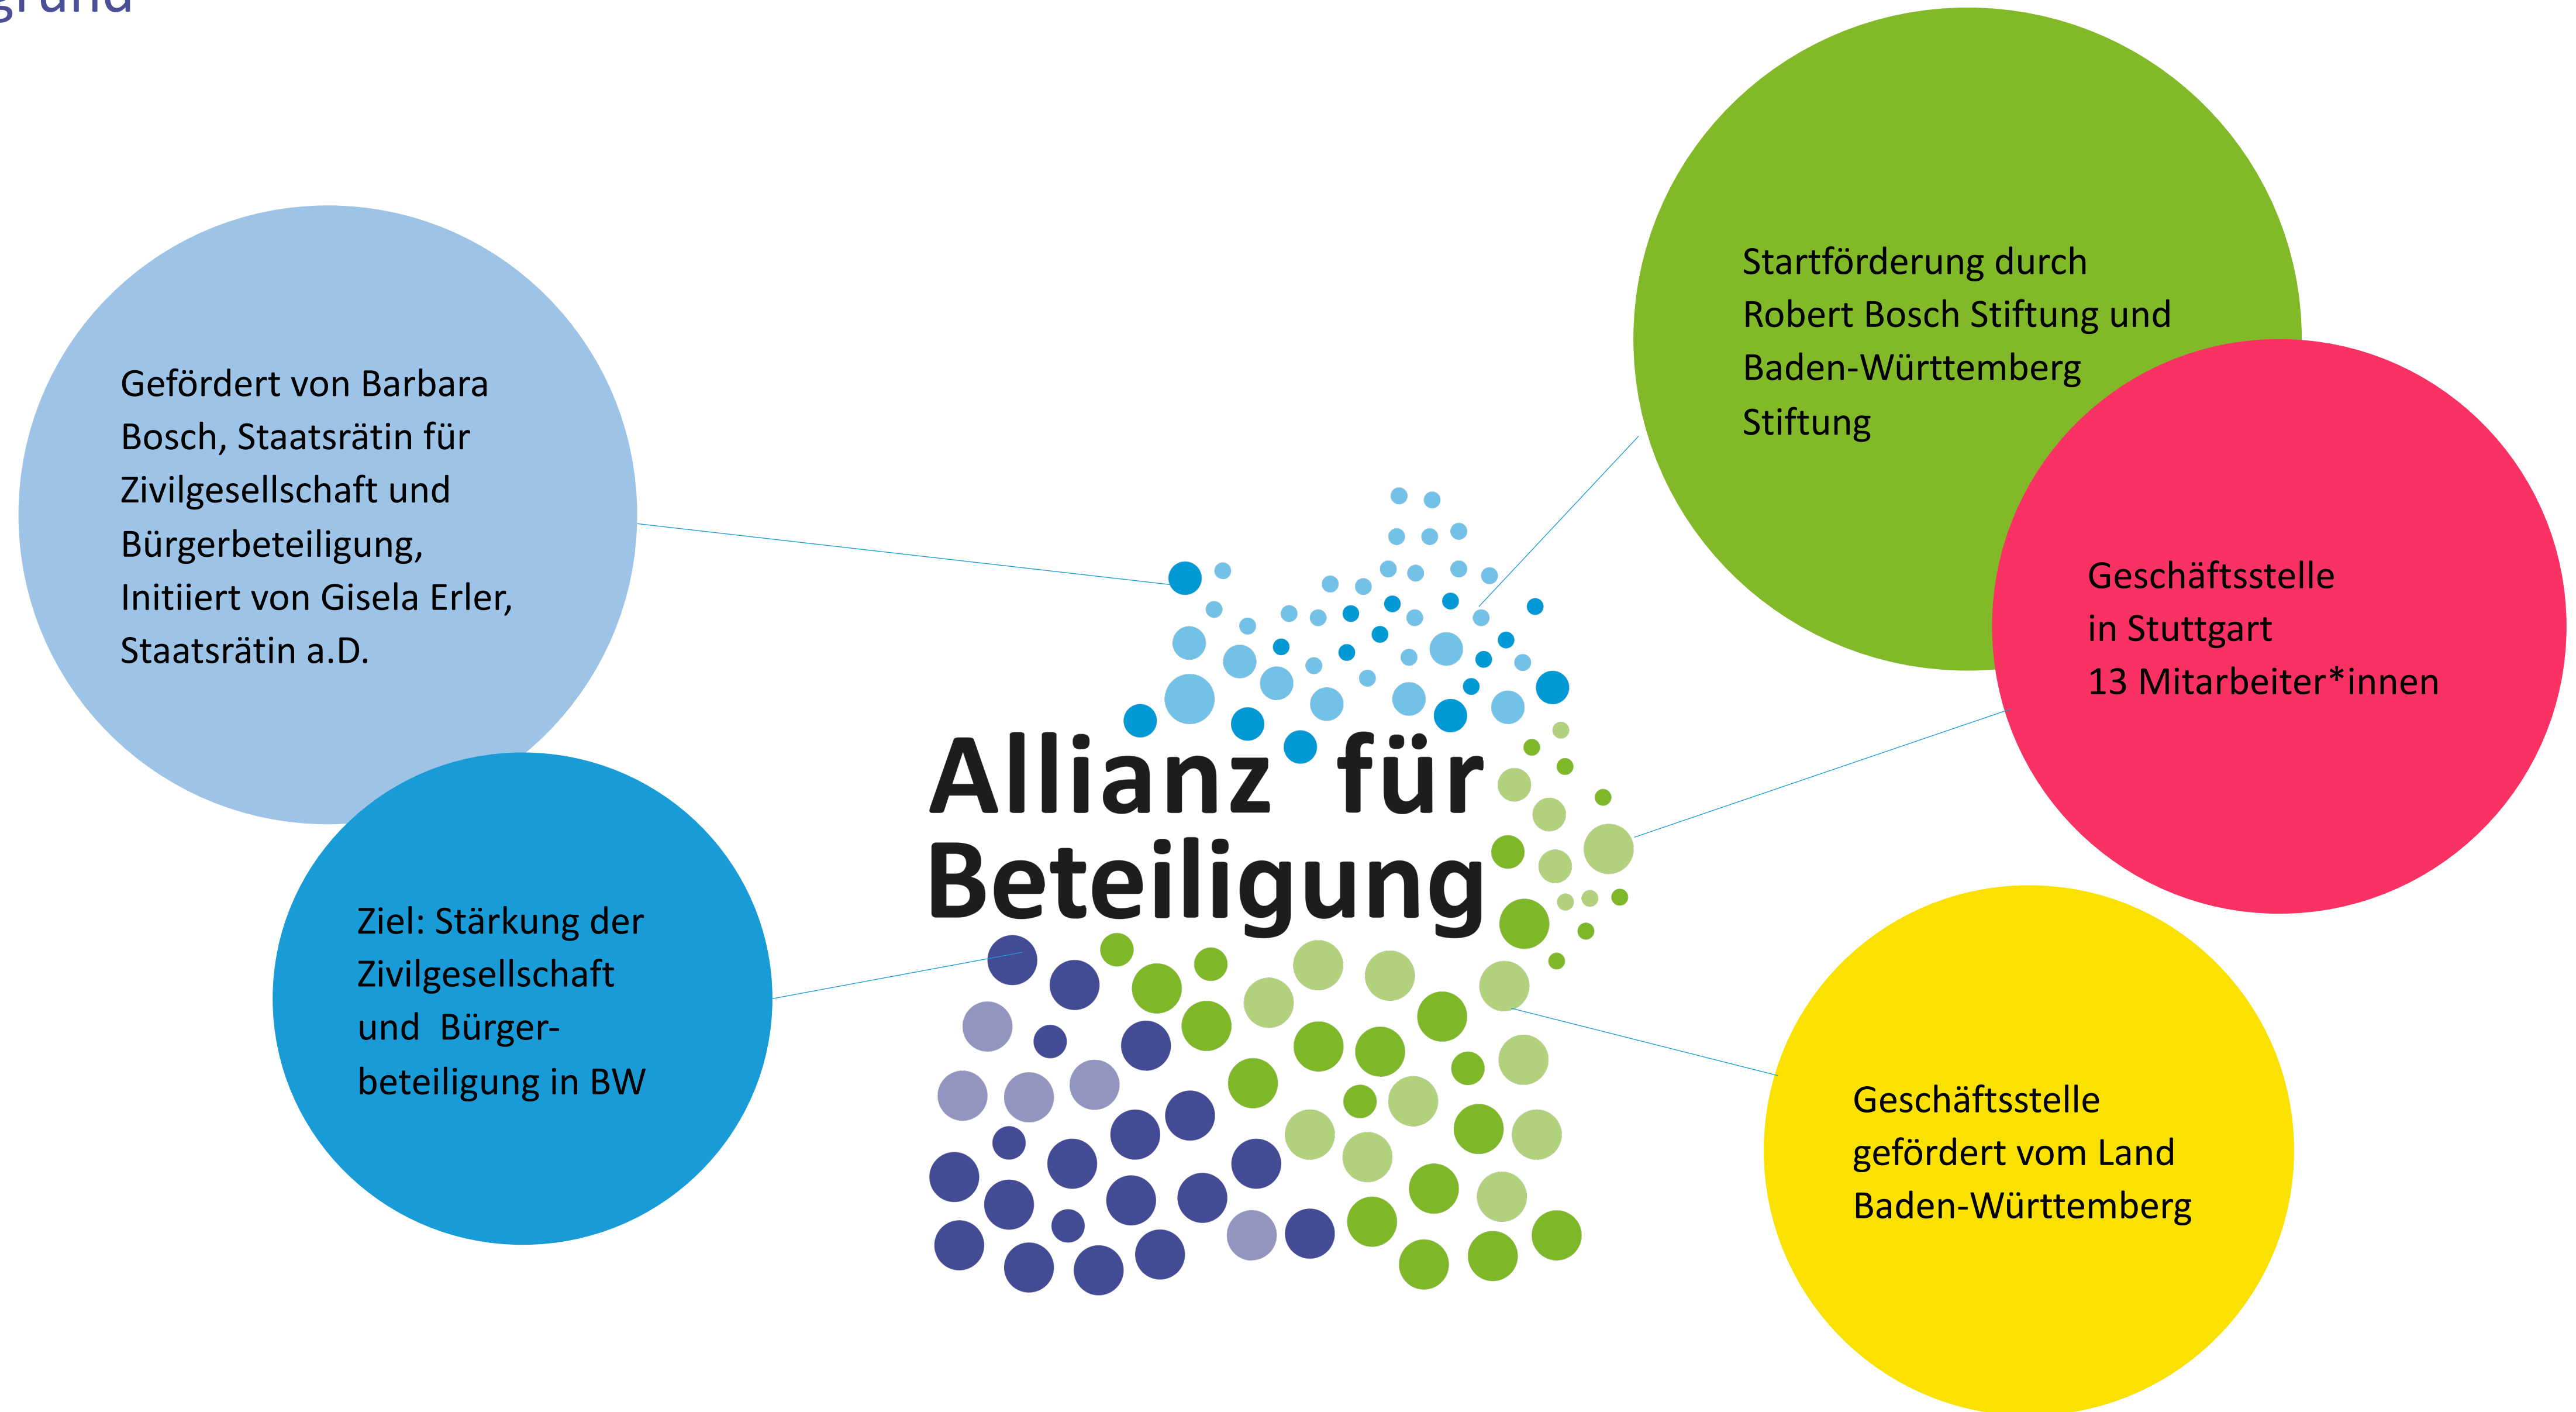 grund
Gefördert von Barbara
Bosch, Staatsrätin für
Zivilgesellschaft und
Bürgerbeteiligung,
Initiiert von Gisela Erler,
Staatsrätin a.D.
Ziel: Stärkung der
Zivilgesellschaft
und  Bürger-
beteiligung in BW
Allianz für
Beteiligung
Startförderung durch
Robert Bosch Stiftung und
Baden-Württemberg
Stiftung
Geschäftsstelle
in Stuttgart
13 Mitarbeiter*innen
Geschäftsstelle
gefördert vom Land
Baden-Württemberg